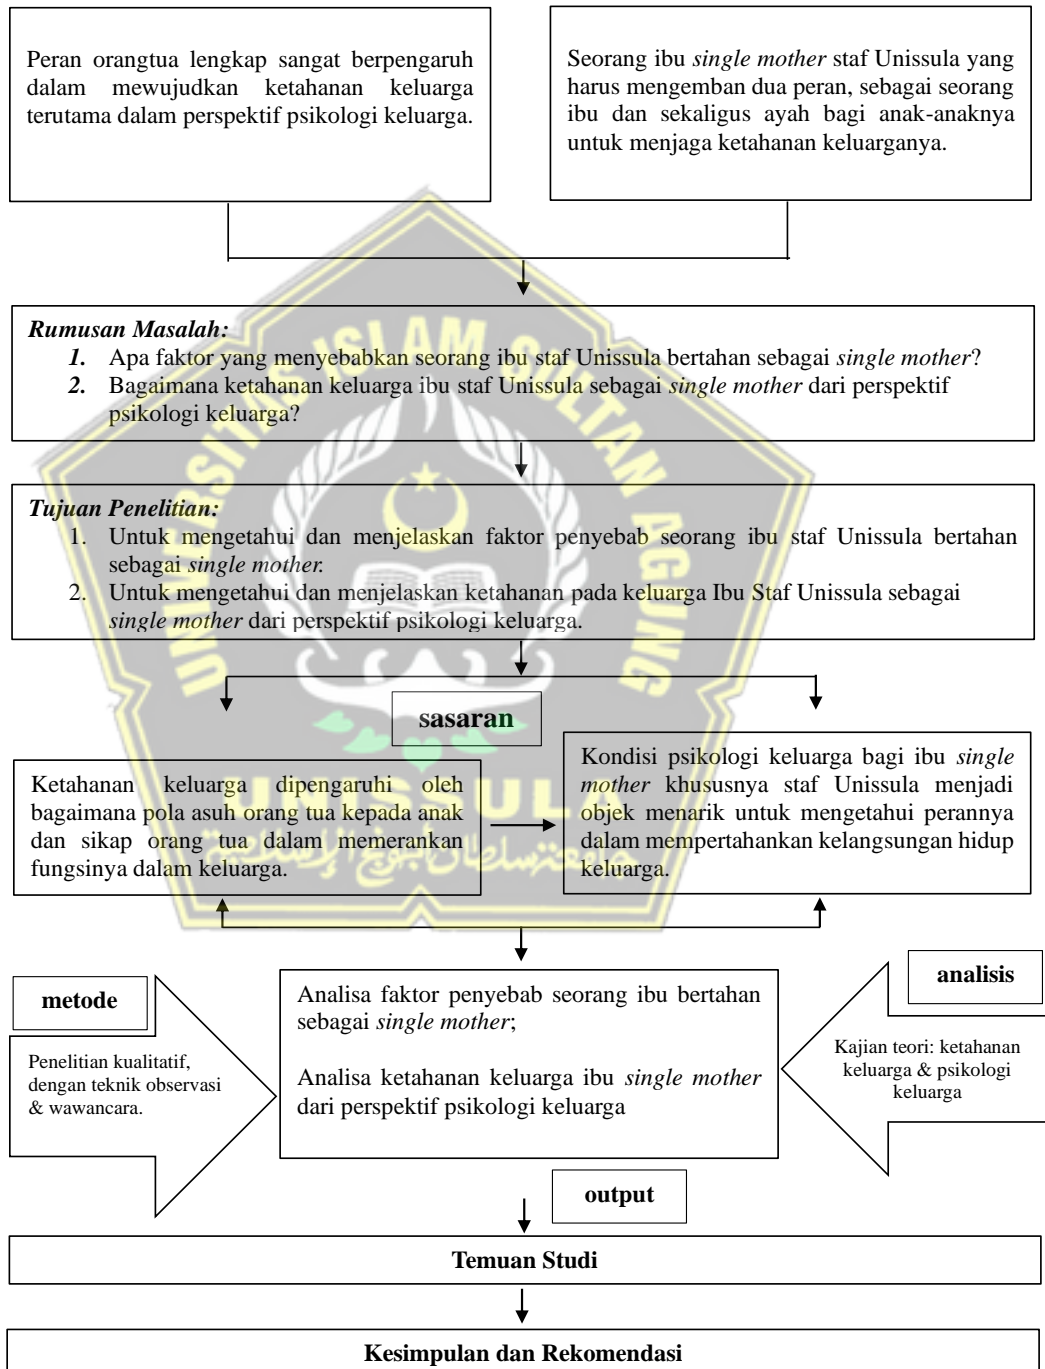 Peran orangtua lengkap sangat berpengaruh
dalam mewujudkan ketahanan keluarga
terutama dalam perspektif psikologi keluarga.
Seorang ibu single mother staf Unissula yang
harus mengemban dua peran, sebagai seorang
ibu dan sekaligus ayah bagi anak-anaknya
untuk menjaga ketahanan keluarganya.
Rumusan Masalah:
1. Apa faktor yang menyebabkan seorang ibu staf Unissula bertahan sebagai single mother?
2. Bagaimana ketahanan keluarga ibu staf Unissula sebagai single mother dari perspektif
psikologi keluarga?
Tujuan Penelitian:
1. Untuk mengetahui dan menjelaskan faktor penyebab seorang ibu staf Unissula bertahan
sebagai single mother.
2. Untuk mengetahui dan menjelaskan ketahanan pada keluarga Ibu Staf Unissula sebagai
single mother dari perspektif psikologi keluarga.
sasaran
Ketahanan keluarga dipengaruhi oleh
bagaimana pola asuh orang tua kepada anak
dan sikap orang tua dalam memerankan
fungsinya dalam keluarga.
Kondisi psikologi keluarga bagi ibu single
mother khususnya staf Unissula menjadi
objek menarik untuk mengetahui perannya
dalam mempertahankan kelangsungan hidup
keluarga.
metode
Penelitian kualitatif,
dengan teknik observasi
& wawancara.
Analisa faktor penyebab seorang ibu bertahan
sebagai single mother;
Analisa ketahanan keluarga ibu single mother
dari perspektif psikologi keluarga
analisis
Kajian teori: ketahanan
keluarga & psikologi
keluarga
output
Temuan Studi
Kesimpulan dan Rekomendasi
UNIVERSITAS ISLAM SULTAN AGUNG
UNISSULA
جامعة سلطان أجونج الإسلامية